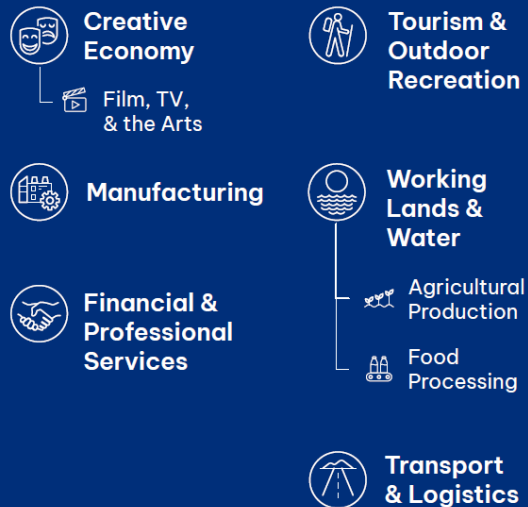 Creative
Economy
Film, TV,
& the Arts
Manufacturing
Financial &
Professional
Services
Tourism &
Outdoor
Recreation
Working
Lands &
Water
Agricultural
Production
Food
Processing
Transport
& Logistics